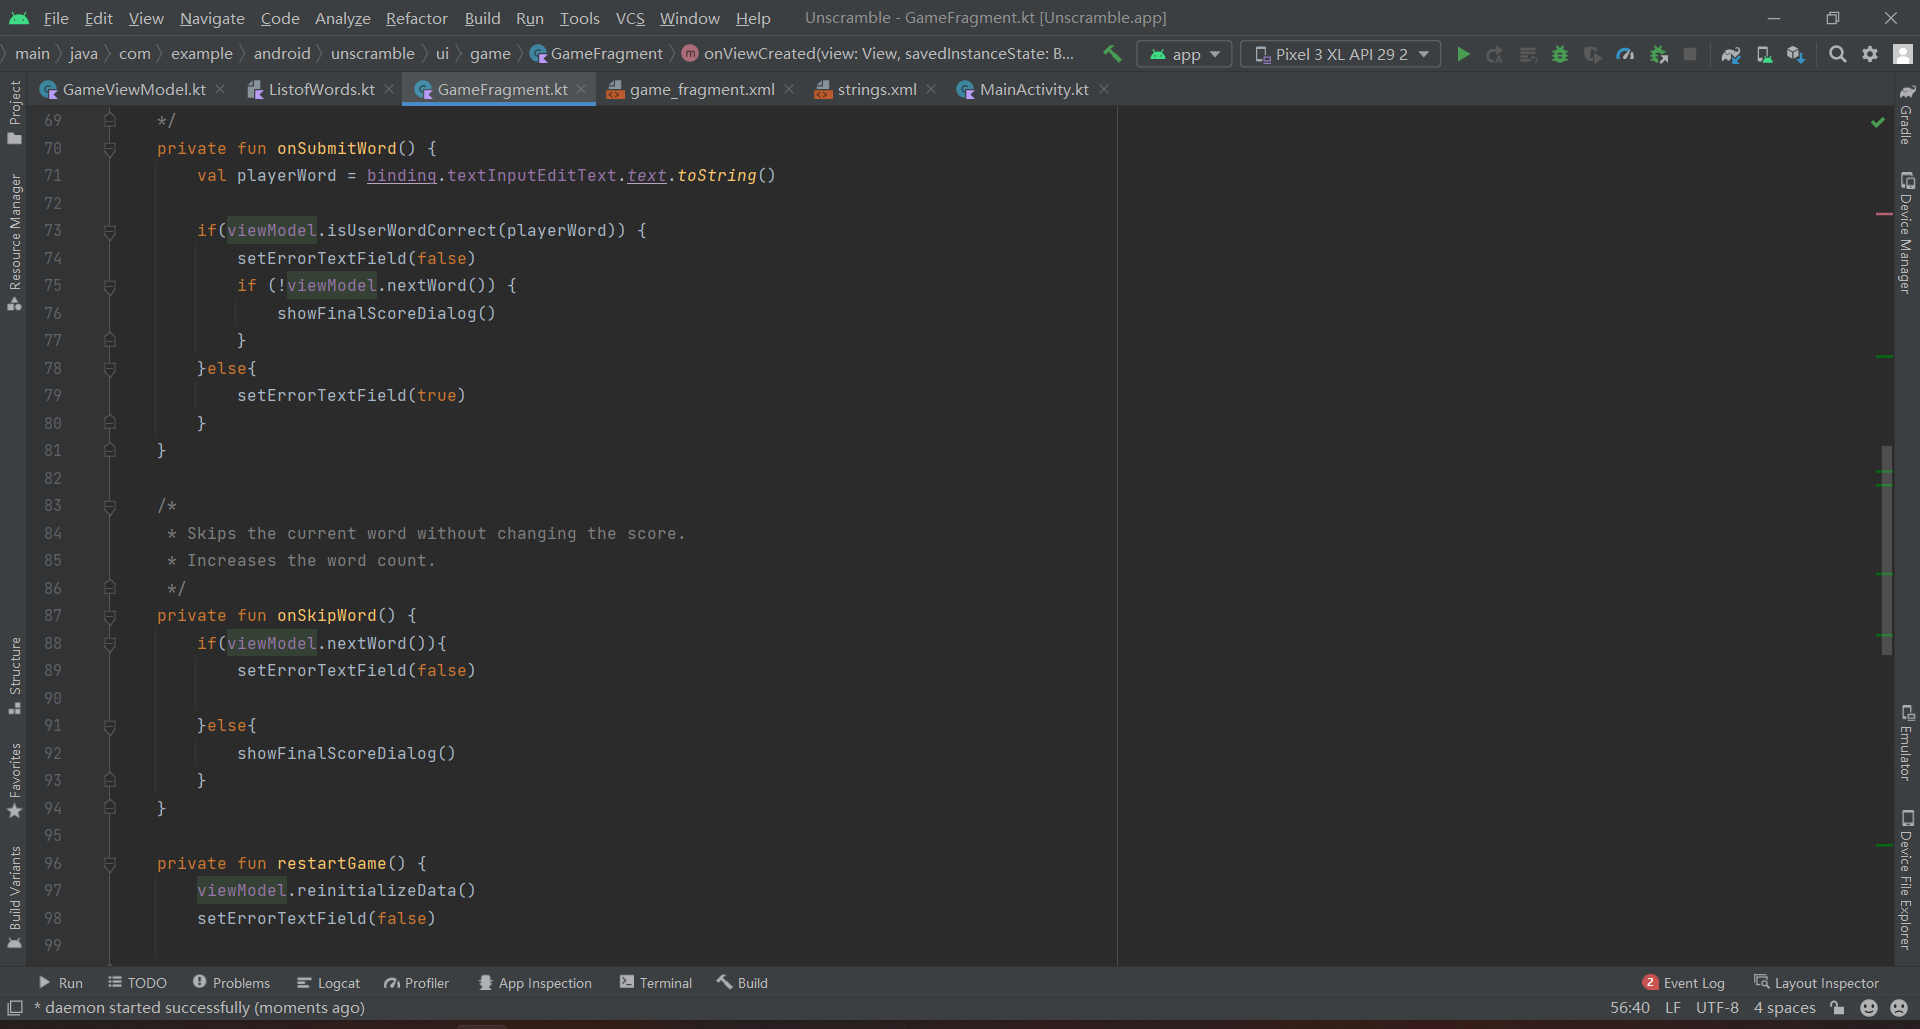 File Edit View Navigate Code Analyze Refactor Build Run Tools VCS Window Help Unscramble - GameFragment.kt [Unscramble.app]
main java com example android unscramble ui game GameFragment m onViewCreated(view: View, savedInstanceState: B... app Pixel 3 XL API 29 2
GameViewModel.kt ListofWords.kt GameFragment.kt game_fragment.xml strings.xml MainActivity.kt
Project
Resource Manager
Structure
Favorites
Build Variants
69 */
70 private fun onSubmitWord() {
71 val playerWord = binding.textInputEditText.text.toString()
72
73 if(viewModel.isUserWordCorrect(playerWord)) {
74 setErrorTextField(false)
75 if (!viewModel.nextWord()) {
76 showFinalScoreDialog()
77 }
78 }else{
79 setErrorTextField(true)
80 }
81 }
82
83 /*
84 * Skips the current word without changing the score.
85 * Increases the word count.
86 */
87 private fun onSkipWord() {
88 if(viewModel.nextWord()){
89 setErrorTextField(false)
90
91 }else{
92 showFinalScoreDialog()
93 }
94 }
95
96 private fun restartGame() {
97 viewModel.reinitializeData()
98 setErrorTextField(false)
99
Gradle
Device Manager
Emulator
Device File Explorer
Run TODO Problems Logcat Profiler App Inspection Terminal Build 2 Event Log Layout Inspector
* daemon started successfully (moments ago) 56:40 LF UTF-8 4 spaces